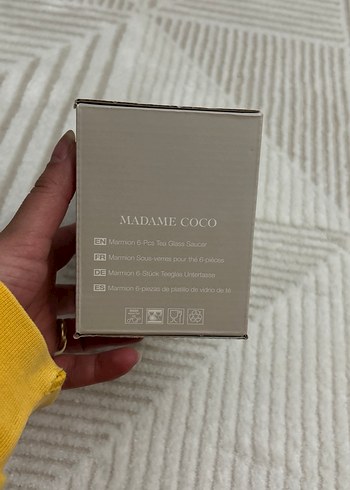 MADAME COCO
EN Marmion 6-Pcs Tea Glass Saucer
FR Marmion Sous-verres pour thé 6-pièces
DE Marmion 6 Stück Teeglas Untertasse
ES Marmion 6-piezas de platillo de vidrio de té